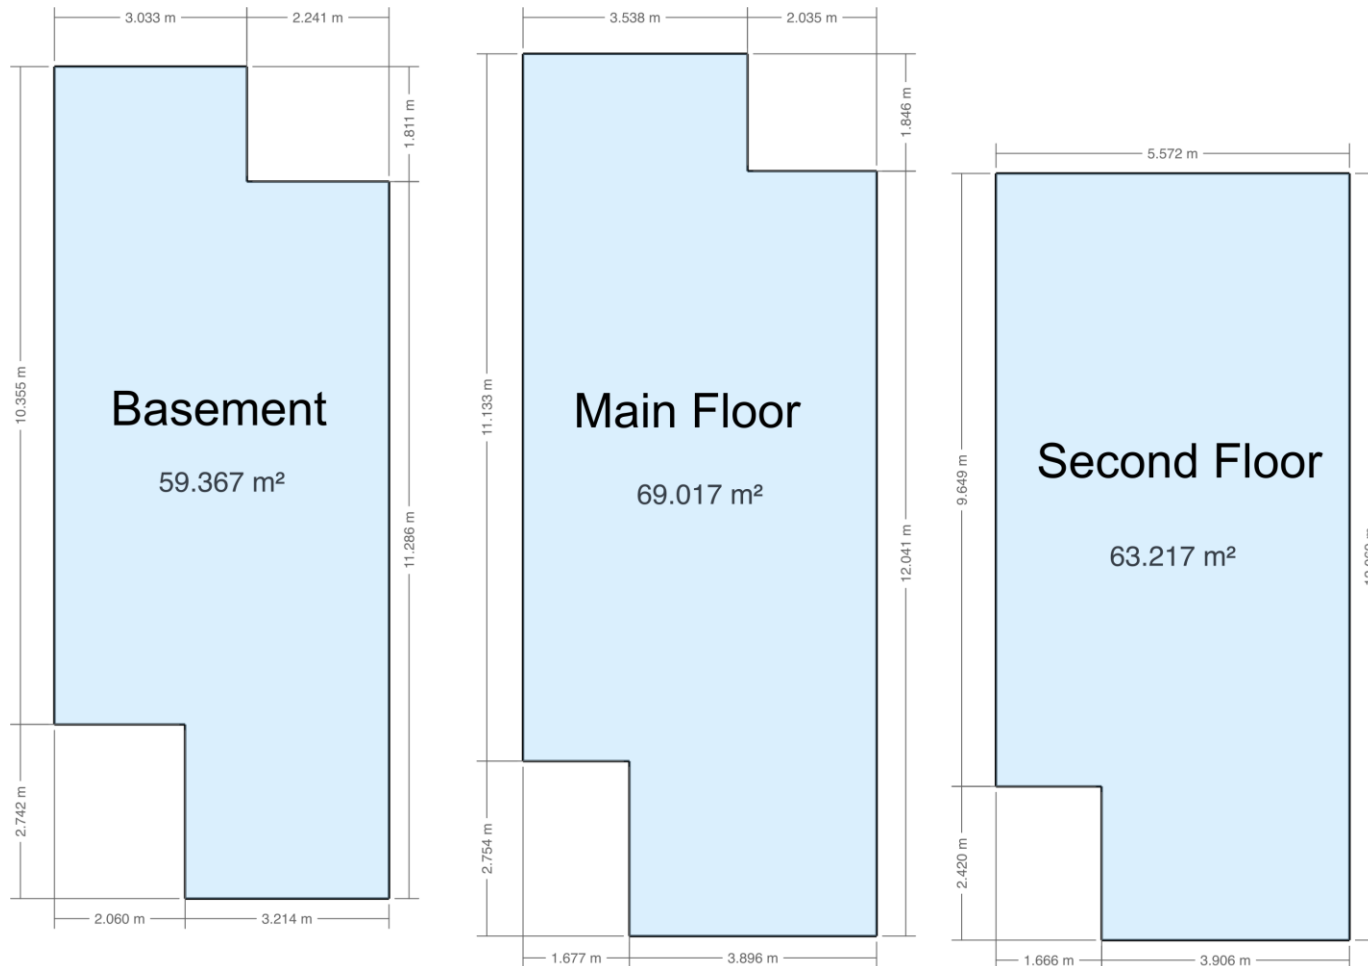 3.033 m
2.241 m
1.811 m
10.355 m
Basement
59.367 m²
11.286 m
2.742 m
2.060 m
3.214 m
3.538 m
2.035 m
1.846 m
11.133 m
Main Floor
69.017 m²
12.041 m
2.754 m
1.677 m
3.896 m
5.572 m
9.649 m
Second Floor
63.217 m²
2.420 m
1.666 m
3.906 m